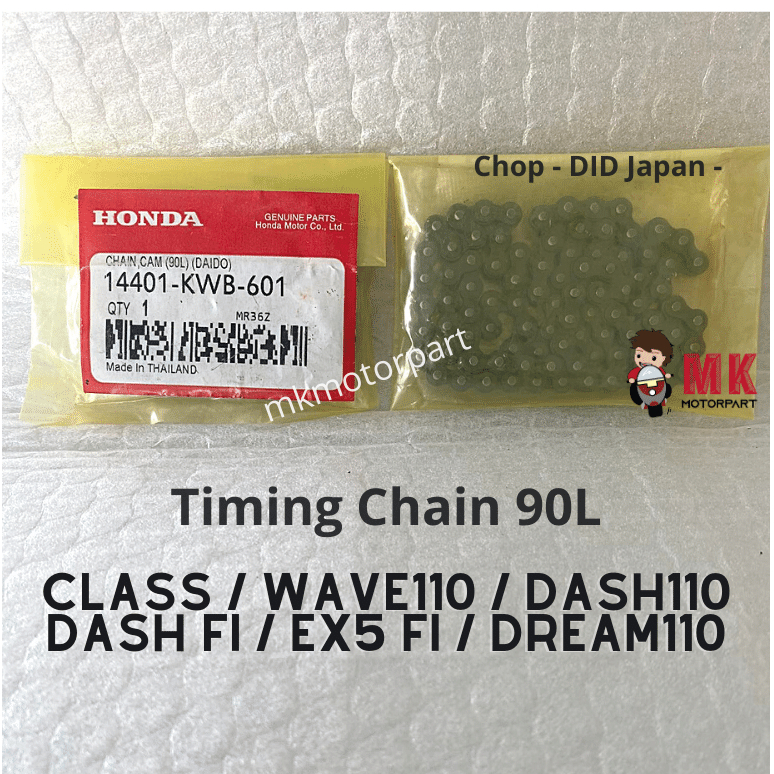 Chop - DID Japan -
HONDA
GENUINE PARTS
Honda Motor Co., Ltd.
CHAIN CAM (90L) (DAIDO)
14401-KWB-601
QTY 1
MR36Z
Made In THAILAND
mkmotorpart
MK
MOTORPART
Timing Chain 90L
CLASS / WAVE110 / DASH110
DASH FI / EX5 FI / DREAM110